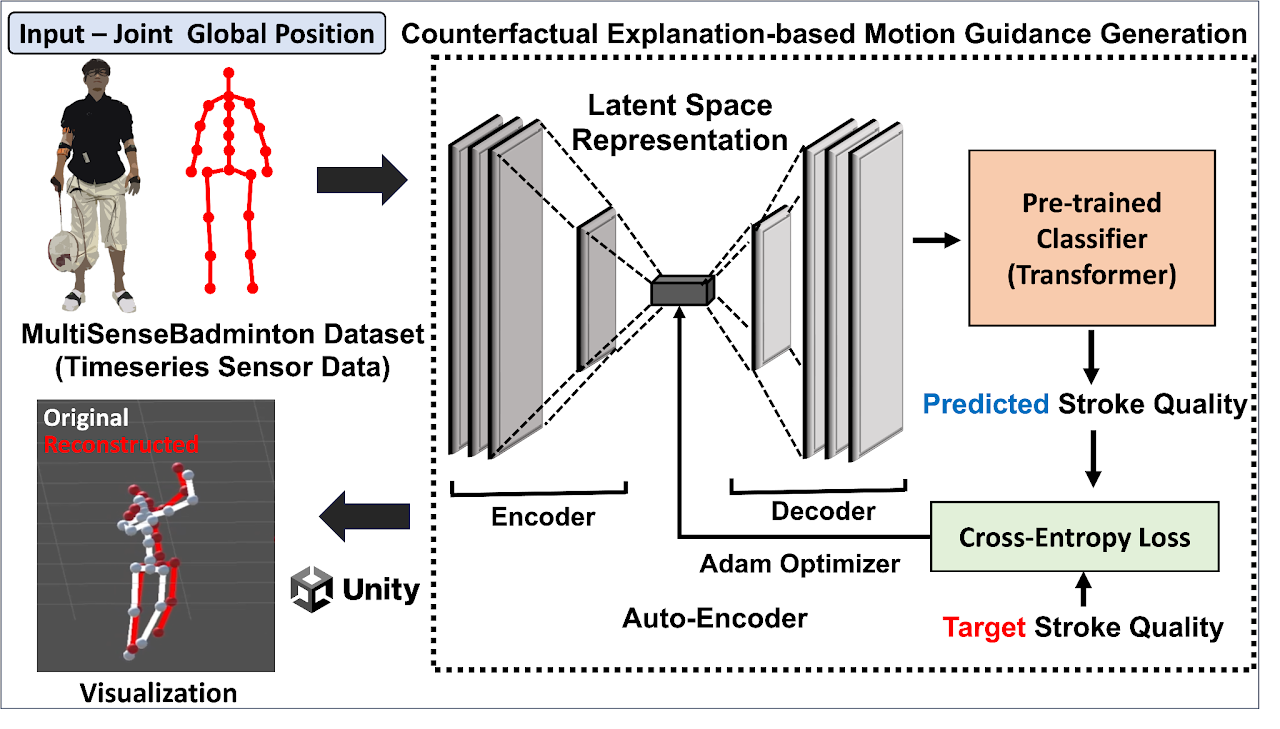 Input – Joint Global Position
Counterfactual Explanation-based Motion Guidance Generation
MultiSenseBadminton Dataset
(Timeseries Sensor Data)
Latent Space
Representation
Encoder
Decoder
Pre-trained
Classifier
(Transformer)
Predicted Stroke Quality
Cross-Entropy Loss
Target Stroke Quality
Adam Optimizer
Auto-Encoder
Original
Reconstructed
Unity
Visualization